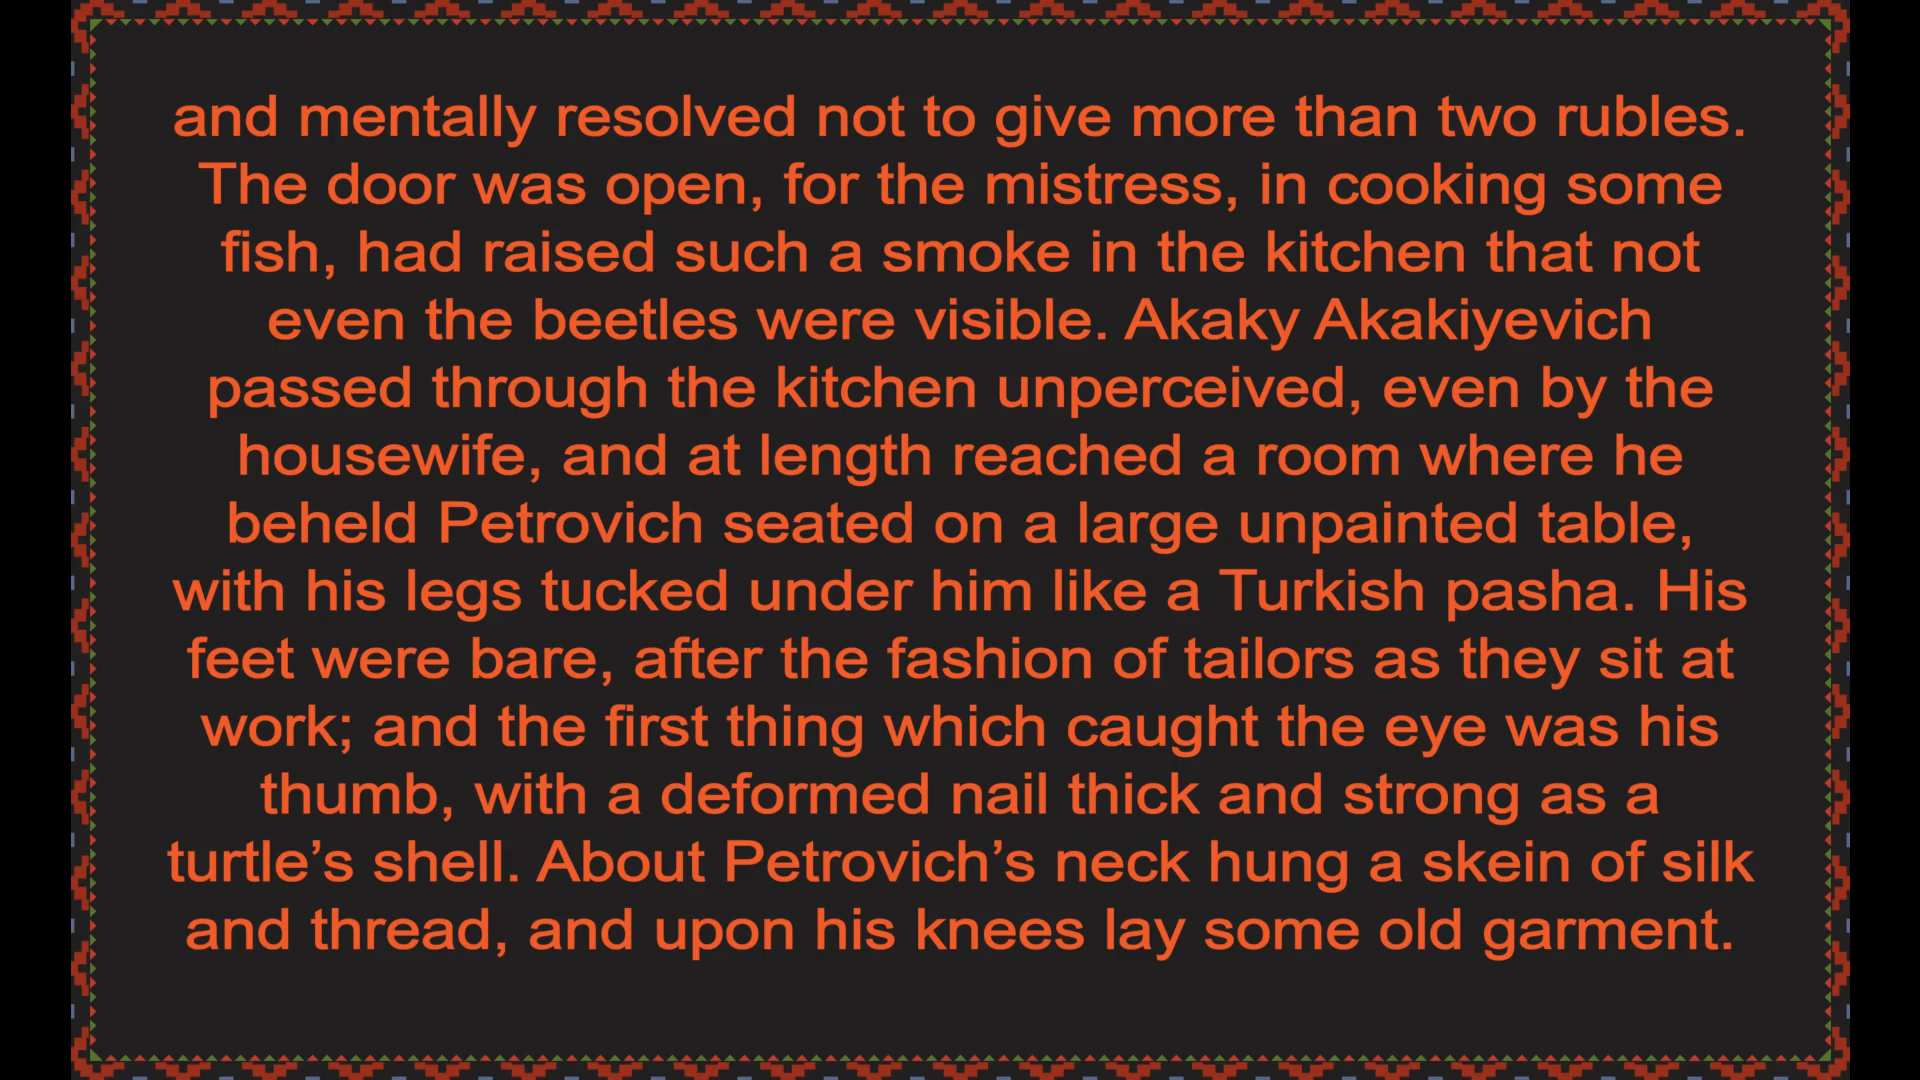 and mentally resolved not to give more than two rubles.
The door was open, for the mistress, in cooking some
fish, had raised such a smoke in the kitchen that not
even the beetles were visible. Akaky Akakiyevich
passed through the kitchen unperceived, even by the
housewife, and at length reached a room where he
beheld Petrovich seated on a large unpainted table,
with his legs tucked under him like a Turkish pasha. His
feet were bare, after the fashion of tailors as they sit at
work; and the first thing which caught the eye was his
thumb, with a deformed nail thick and strong as a
turtle’s shell. About Petrovich’s neck hung a skein of silk
and thread, and upon his knees lay some old garment.